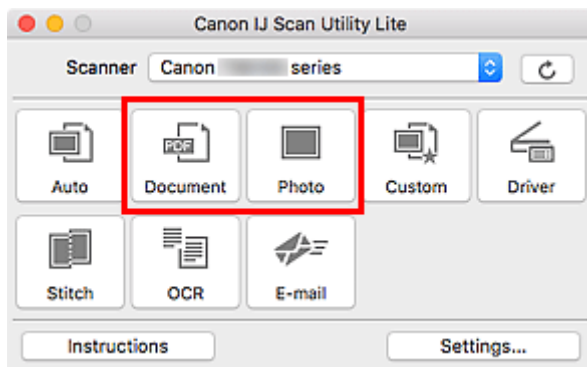 Canon IJ Scan Utility Lite
Scanner Canon series
Auto Document Photo Custom Driver
PDF
Stitch OCR E-mail
Instructions Settings...